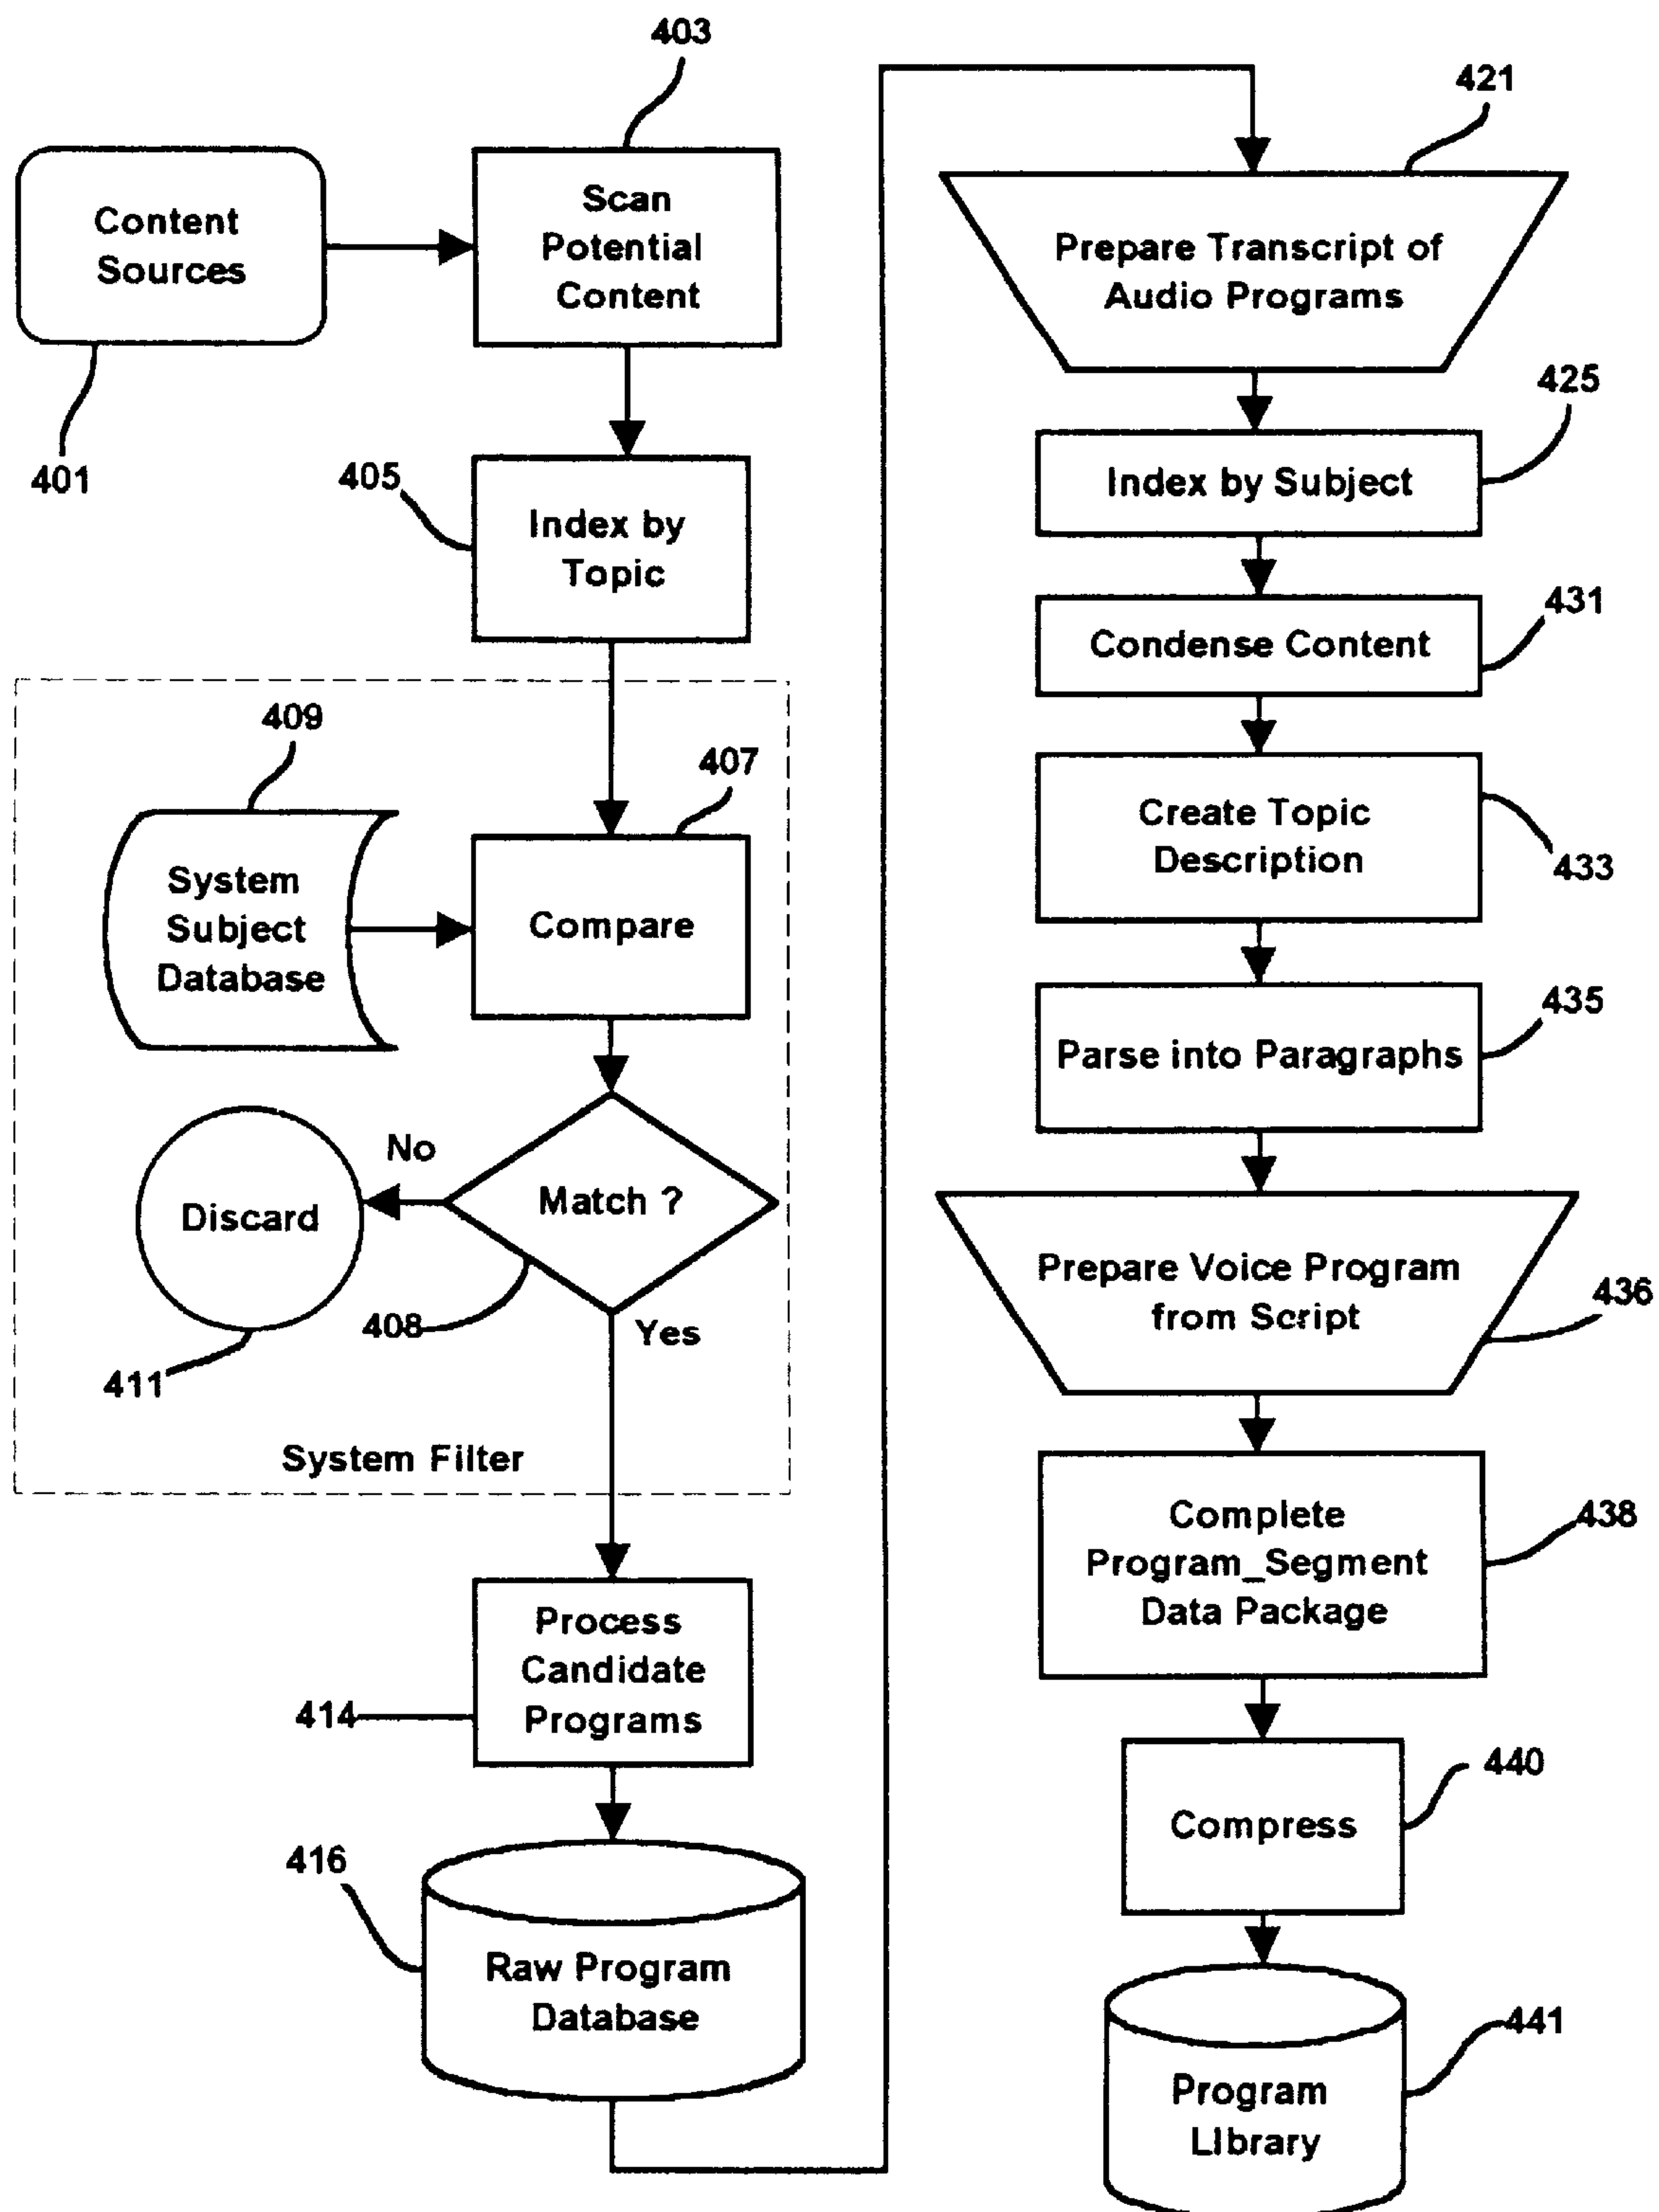 403
Content
Sources
401
Scan
Potential
Content
405
Index by
Topic
409
System
Subject
Database
407
Compare
No
Discard
Match ?
408
Yes
411
System Filter
Process
Candidate
Programs
414
416
Raw Program
Database
421
Prepare Transcript of
Audio Programs
425
Index by Subject
431
Condense Content
Create Topic
Description
433
435
Parse into Paragraphs
Prepare Voice Program
from Script
436
Complete
Program_Segment
Data Package
438
440
Compress
441
Program
LIbrary